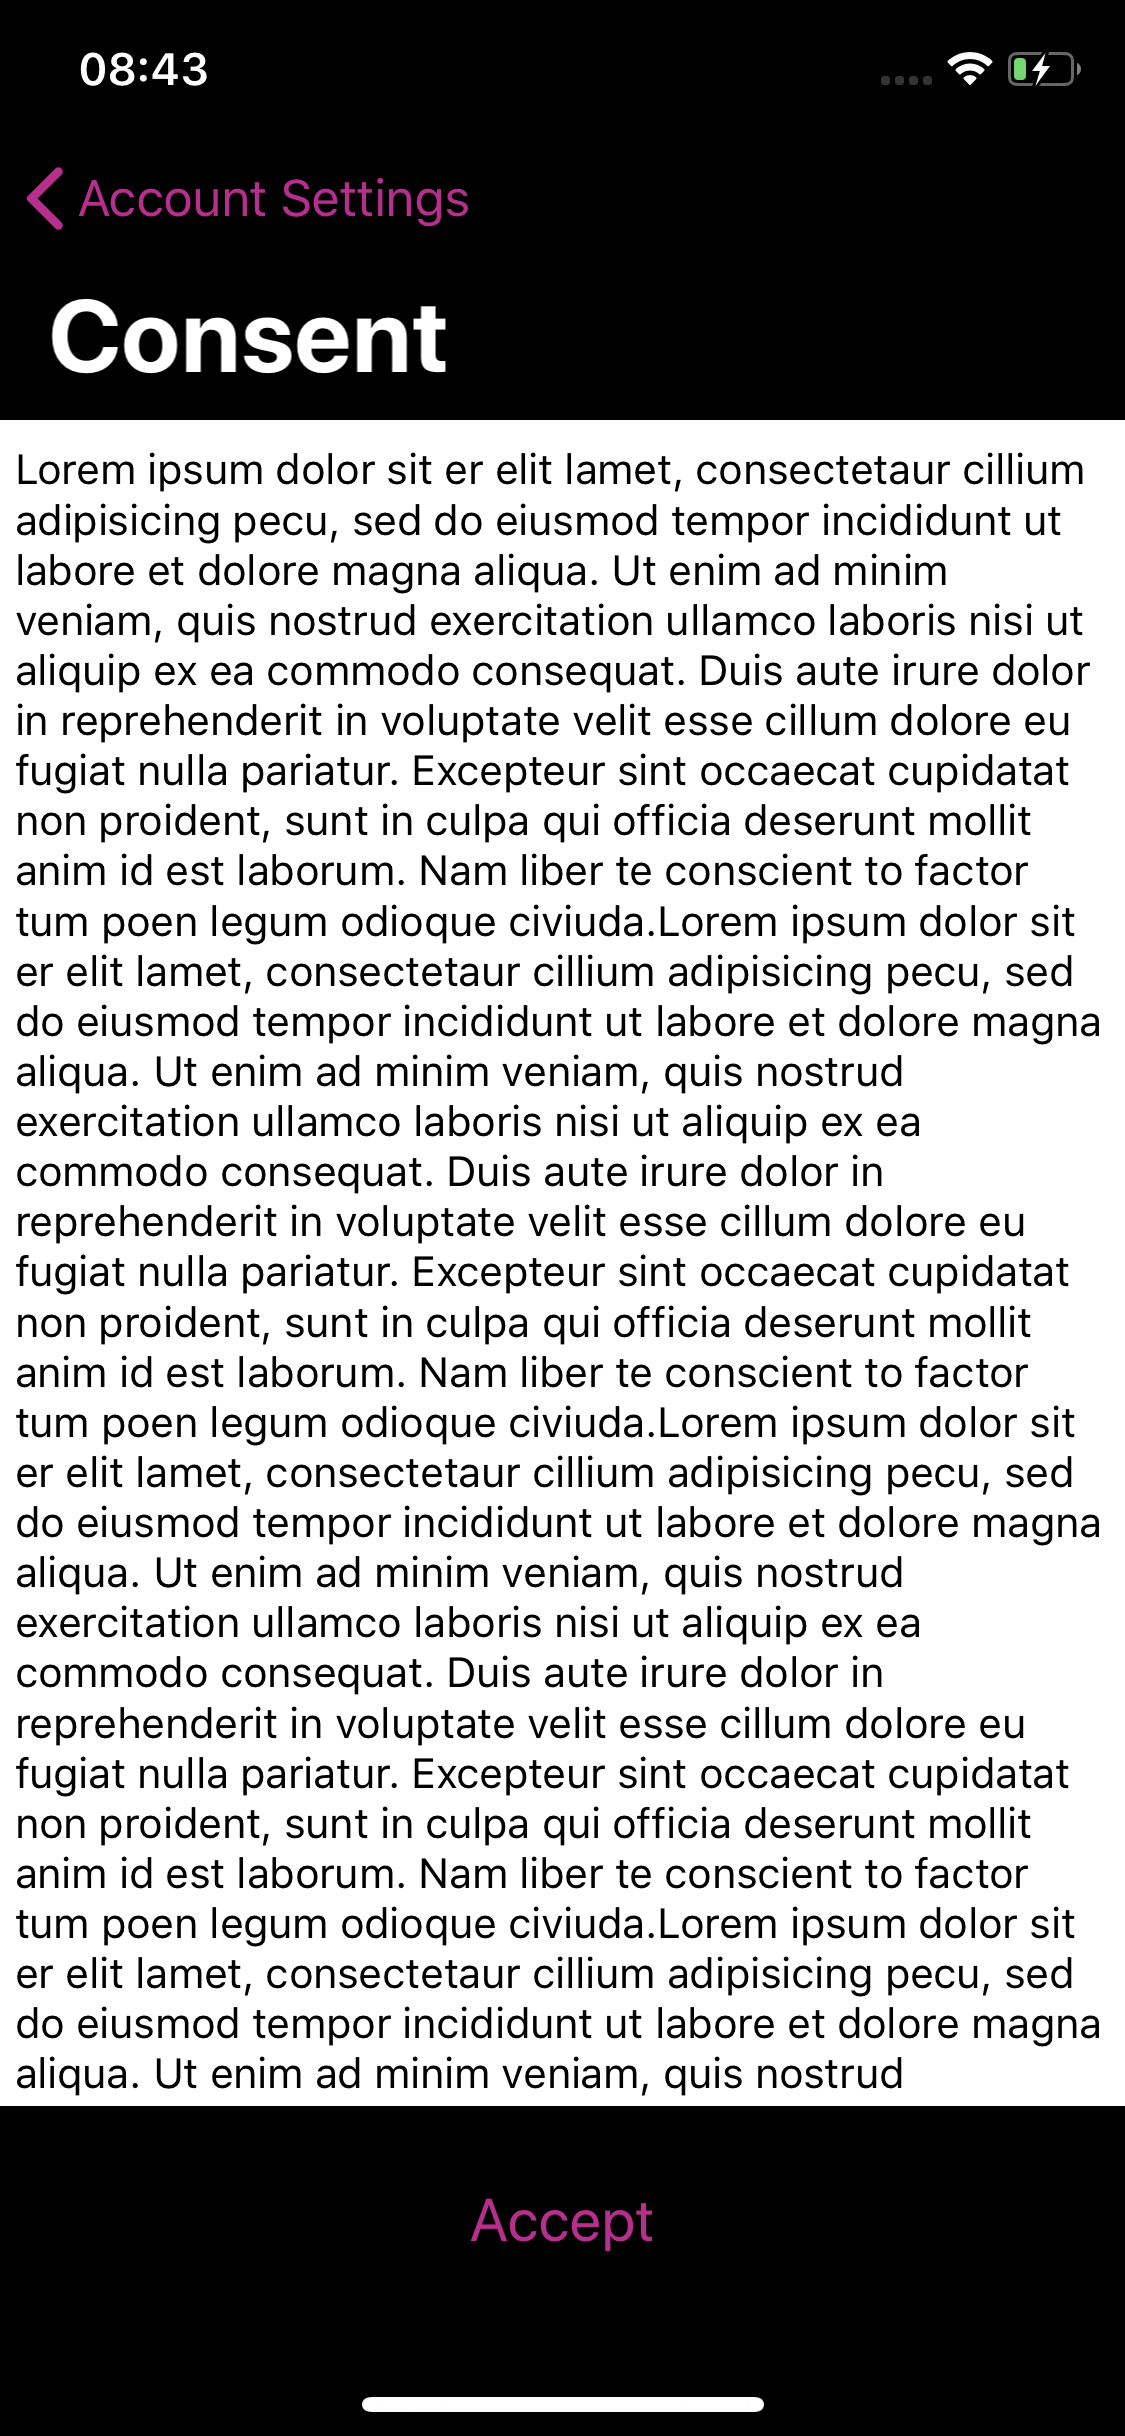 08:43
Account Settings
Consent
Lorem ipsum dolor sit er elit lamet, consectetaur cillium
adipisicing pecu, sed do eiusmod tempor incididunt ut
labore et dolore magna aliqua. Ut enim ad minim
veniam, quis nostrud exercitation ullamco laboris nisi ut
aliquip ex ea commodo consequat. Duis aute irure dolor
in reprehenderit in voluptate velit esse cillum dolore eu
fugiat nulla pariatur. Excepteur sint occaecat cupidatat
non proident, sunt in culpa qui officia deserunt mollit
anim id est laborum. Nam liber te conscient to factor
tum poen legum odioque civiuda.Lorem ipsum dolor sit
er elit lamet, consectetaur cillium adipisicing pecu, sed
do eiusmod tempor incididunt ut labore et dolore magna
aliqua. Ut enim ad minim veniam, quis nostrud
exercitation ullamco laboris nisi ut aliquip ex ea
commodo consequat. Duis aute irure dolor in
reprehenderit in voluptate velit esse cillum dolore eu
fugiat nulla pariatur. Excepteur sint occaecat cupidatat
non proident, sunt in culpa qui officia deserunt mollit
anim id est laborum. Nam liber te conscient to factor
tum poen legum odioque civiuda.Lorem ipsum dolor sit
er elit lamet, consectetaur cillium adipisicing pecu, sed
do eiusmod tempor incididunt ut labore et dolore magna
aliqua. Ut enim ad minim veniam, quis nostrud
exercitation ullamco laboris nisi ut aliquip ex ea
commodo consequat. Duis aute irure dolor in
reprehenderit in voluptate velit esse cillum dolore eu
fugiat nulla pariatur. Excepteur sint occaecat cupidatat
non proident, sunt in culpa qui officia deserunt mollit
anim id est laborum. Nam liber te conscient to factor
tum poen legum odioque civiuda.Lorem ipsum dolor sit
er elit lamet, consectetaur cillium adipisicing pecu, sed
do eiusmod tempor incididunt ut labore et dolore magna
aliqua. Ut enim ad minim veniam, quis nostrud
Accept